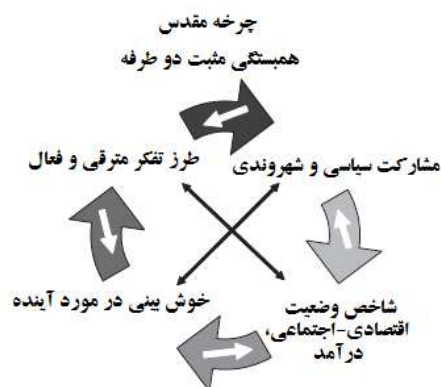 چرخه مقدس
همبستگی مثبت دو طرفه
طرز تفکر مترقی و فعال
مشارکت سیاسی و شهروندی
خوش بینی در مورد آینده
شاخص وضعیت
اقتصادی-اجتماعی،
درآمد